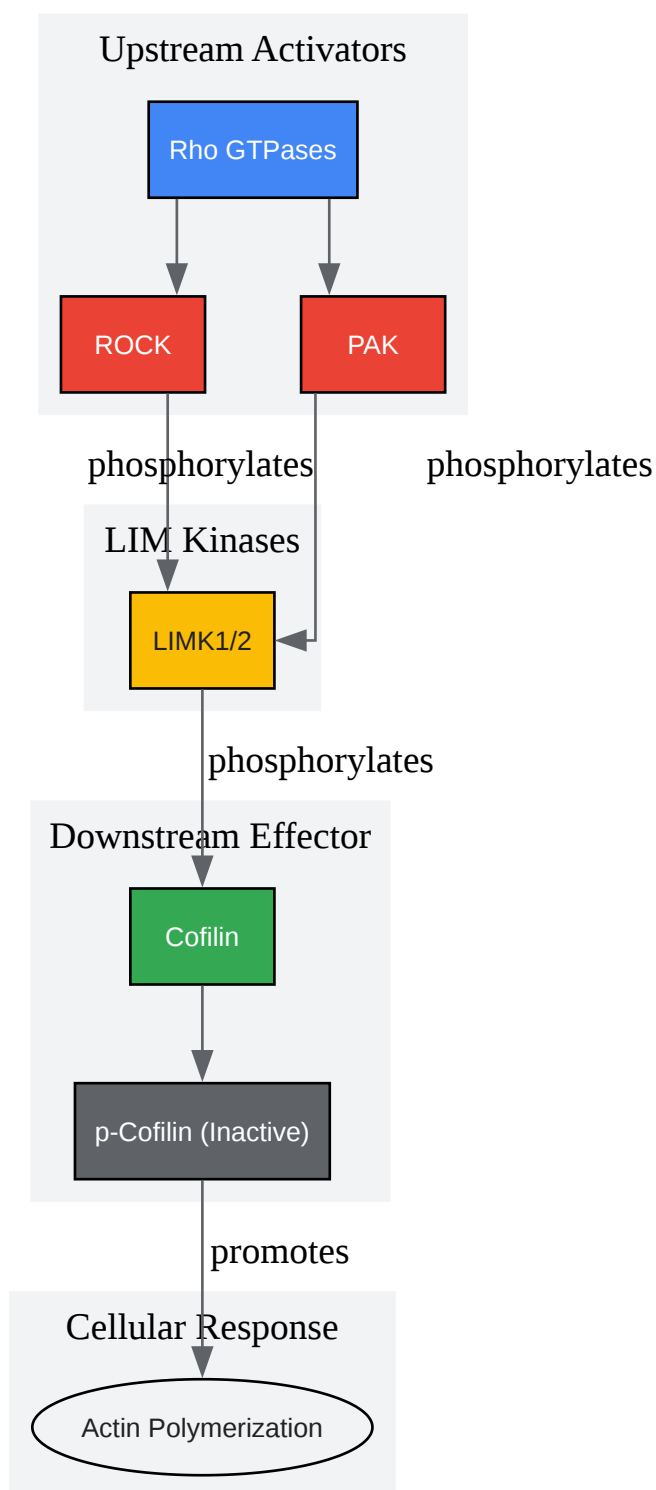 Upstream Activators
Rho GTPases
ROCK
PAK
phosphorylates
phosphorylates
LIM Kinases
LIMK1/2
phosphorylates
Downstream Effector
Cofilin
p-Cofilin (Inactive)
promotes
Cellular Response
Actin Polymerization